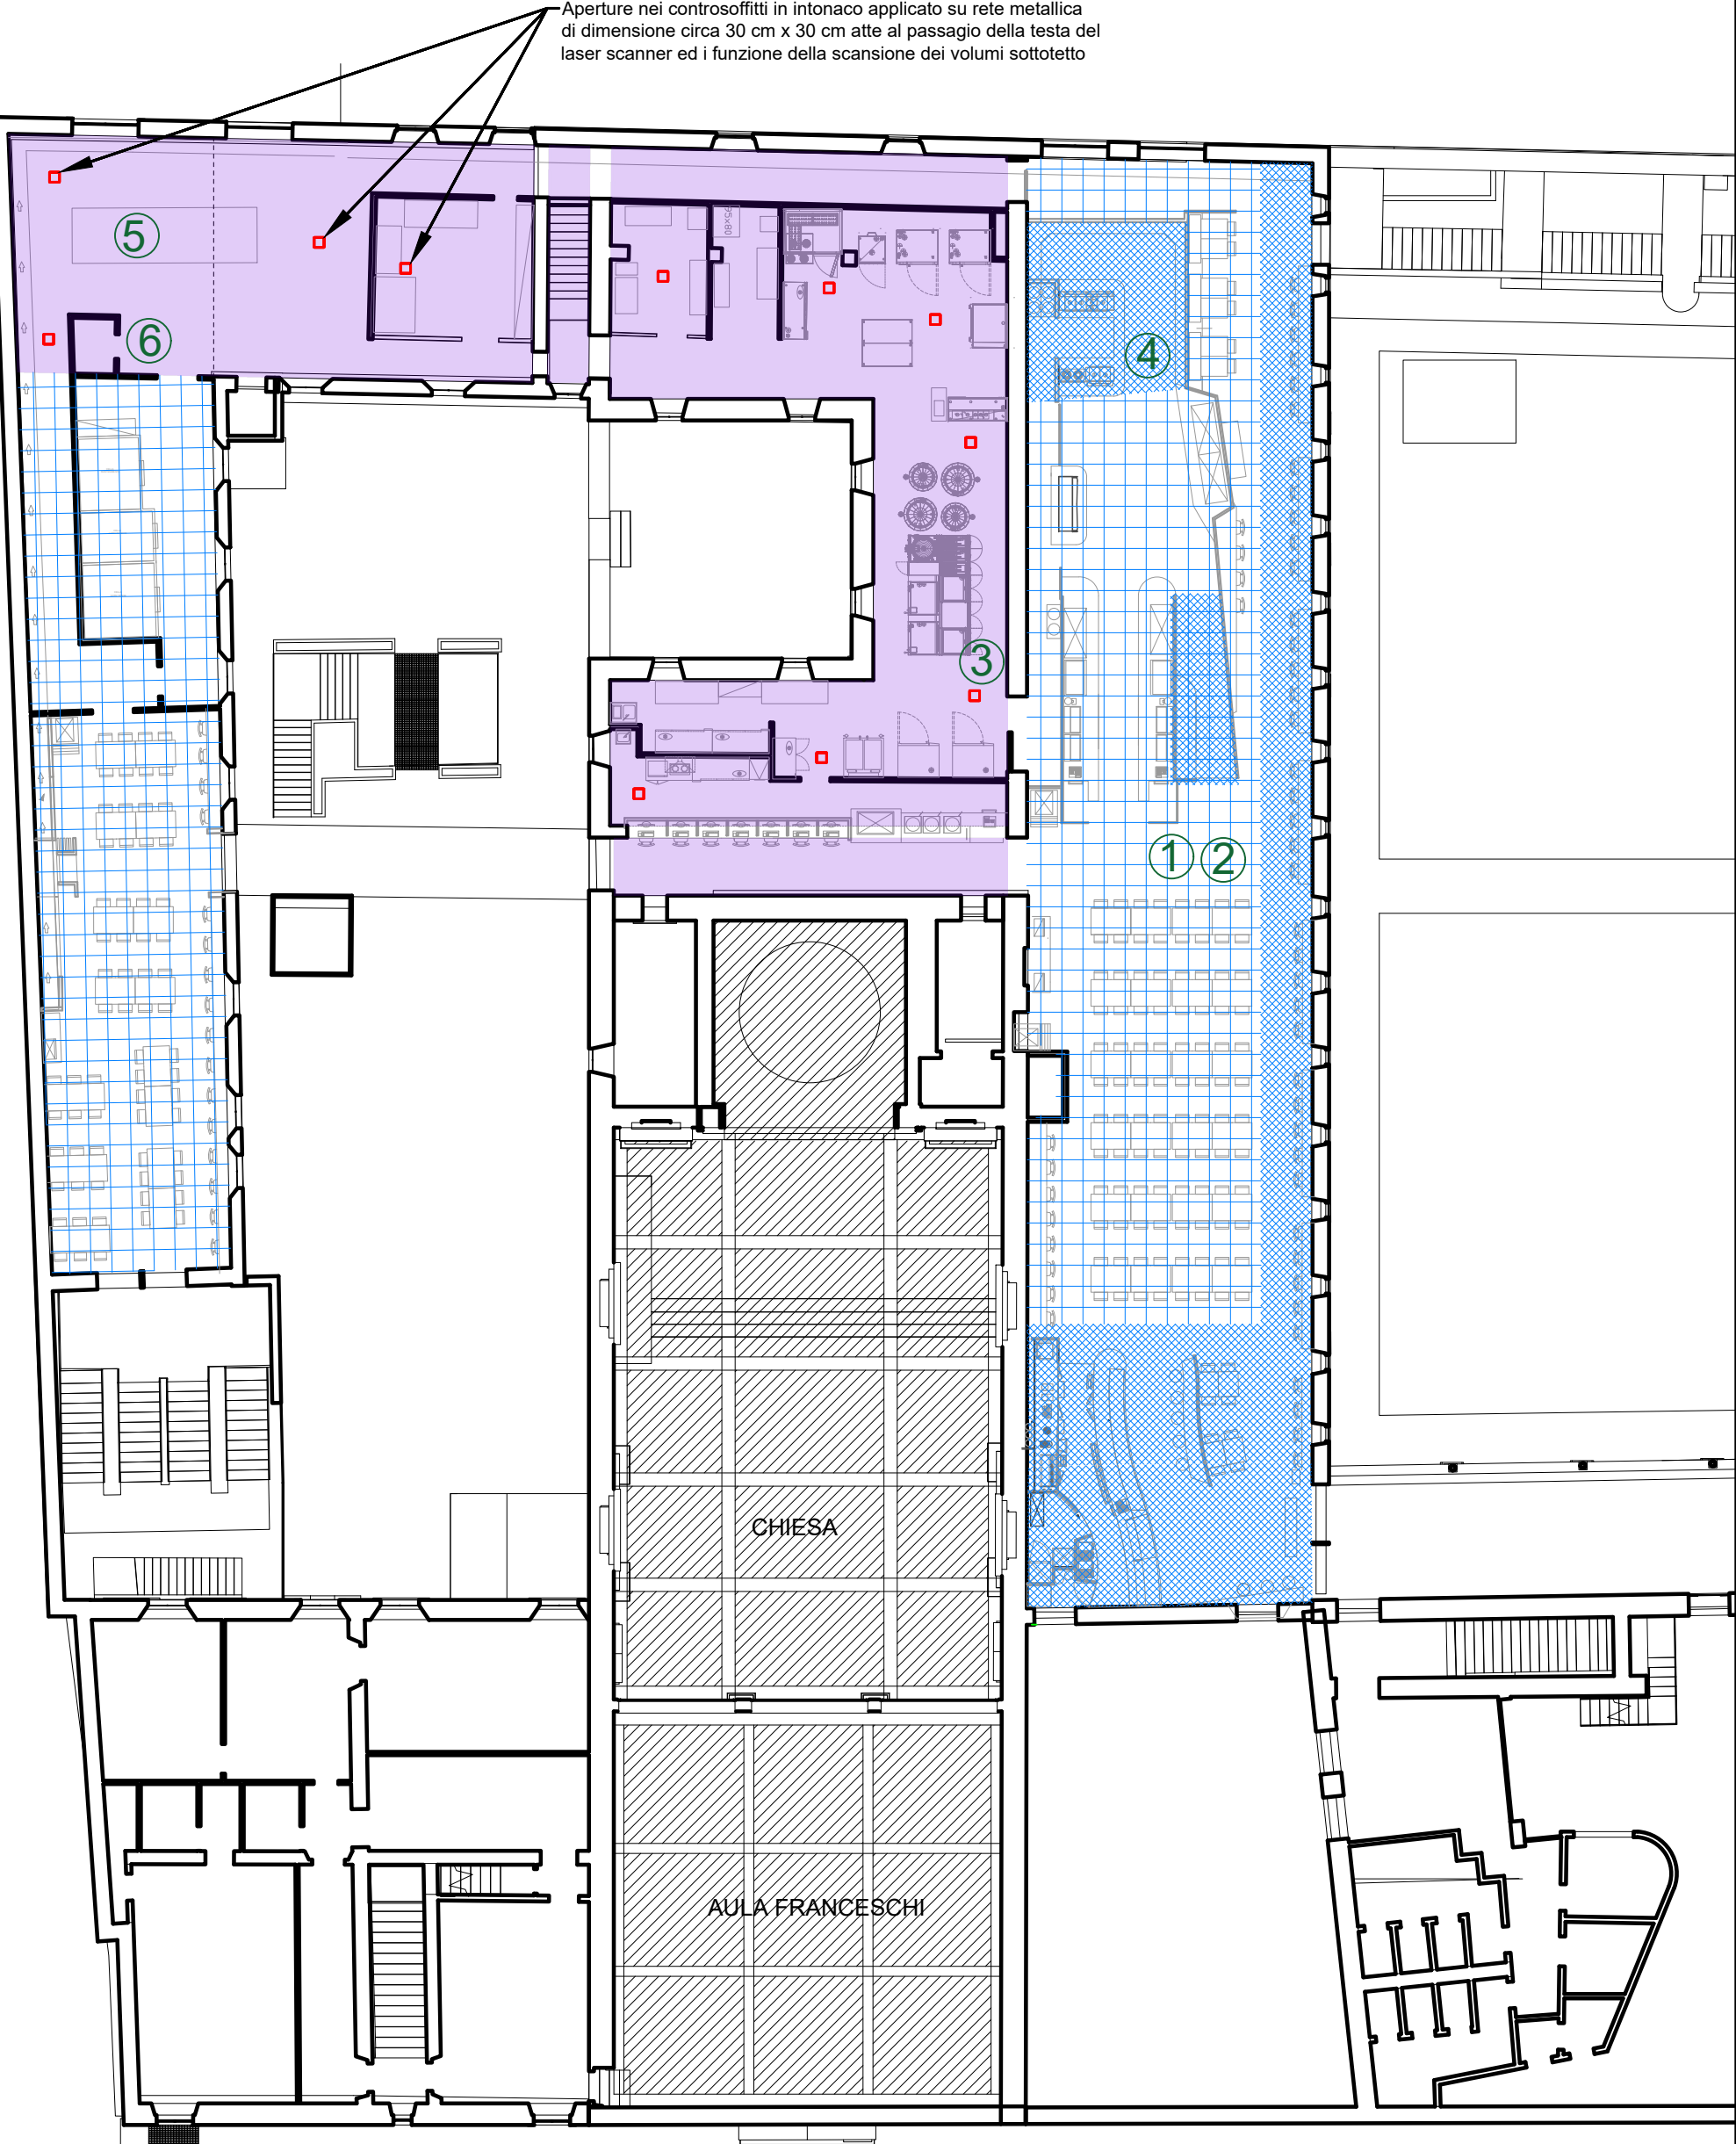 Aperture nei controsoffitti in intonaco applicato su rete metallica
di dimensione circa 30 cm x 30 cm atte al passagio della testa del
laser scanner ed i funzione della scansione dei volumi sottotetto
5
95x80
6
4
3
1
2
CHIESA
AULA FRANCESCHI